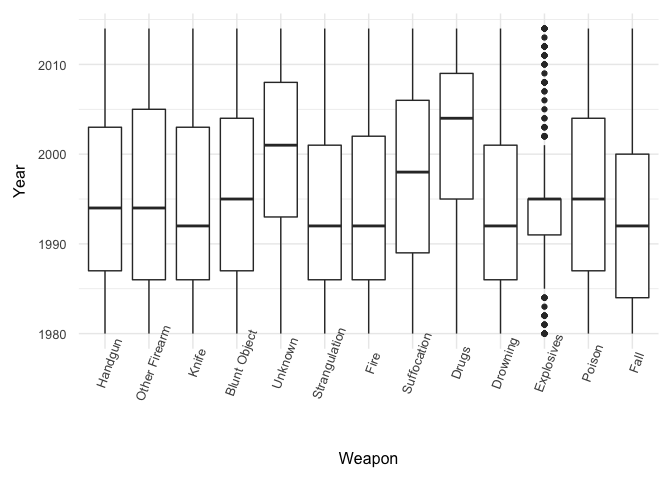 2010
2000
1990
1980
Year
Handgun
Other Firearm
Knife
Blunt Object
Unknown
Strangulation
Fire
Suffocation
Drugs
Drowning
Explosives
Poison
Fall
Weapon